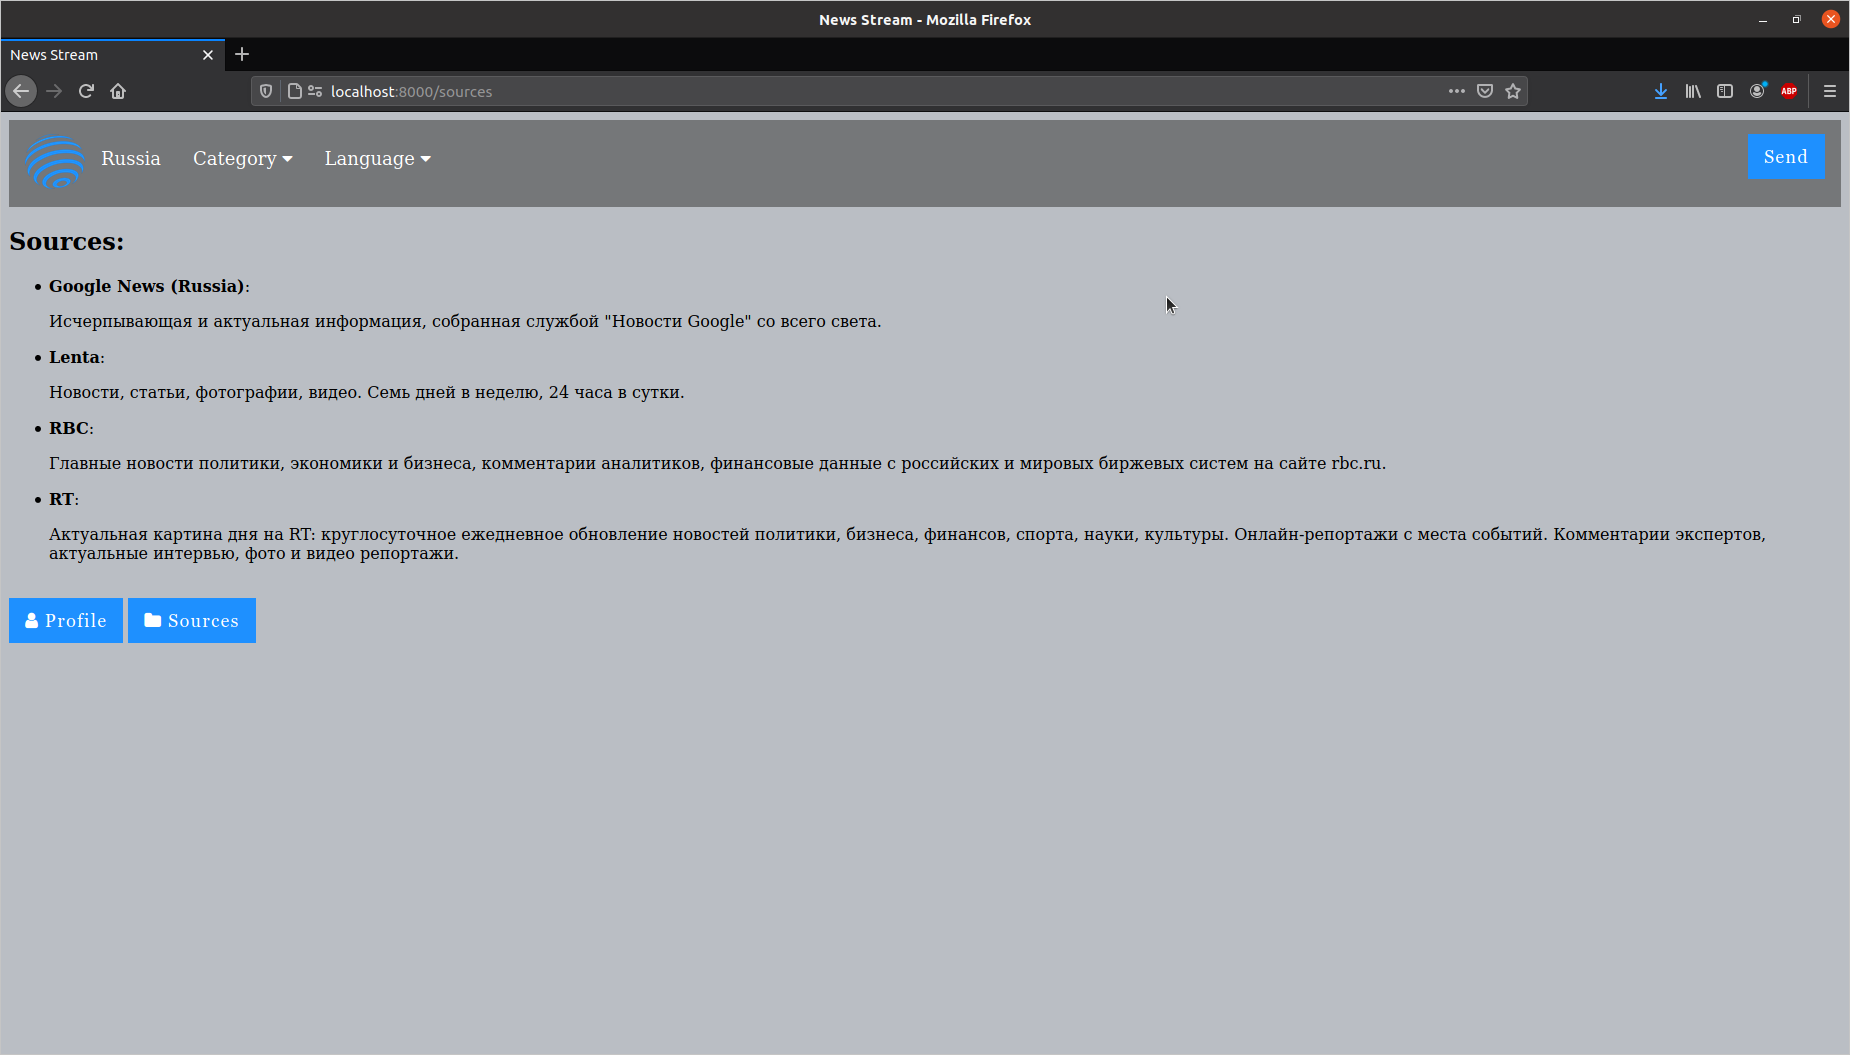 News Stream - Mozilla Firefox
News Stream
localhost:8000/sources
ABP
Russia
Category
Language
Send
Sources:
Google News (Russia):
Исчерпывающая и актуальная информация, собранная службой "Новости Google" со всего света.
Lenta:
Новости, статьи, фотографии, видео. Семь дней в неделю, 24 часа в сутки.
RBC:
Главные новости политики, экономики и бизнеса, комментарии аналитиков, финансовые данные с российских и мировых биржевых систем на сайте rbc.ru.
RT:
Актуальная картина дня на RT: круглосуточное ежедневное обновление новостей политики, бизнеса, финансов, спорта, науки, культуры. Онлайн-репортажи с места событий. Комментарии экспертов,
актуальные интервью, фото и видео репортажи.
Profile
Sources